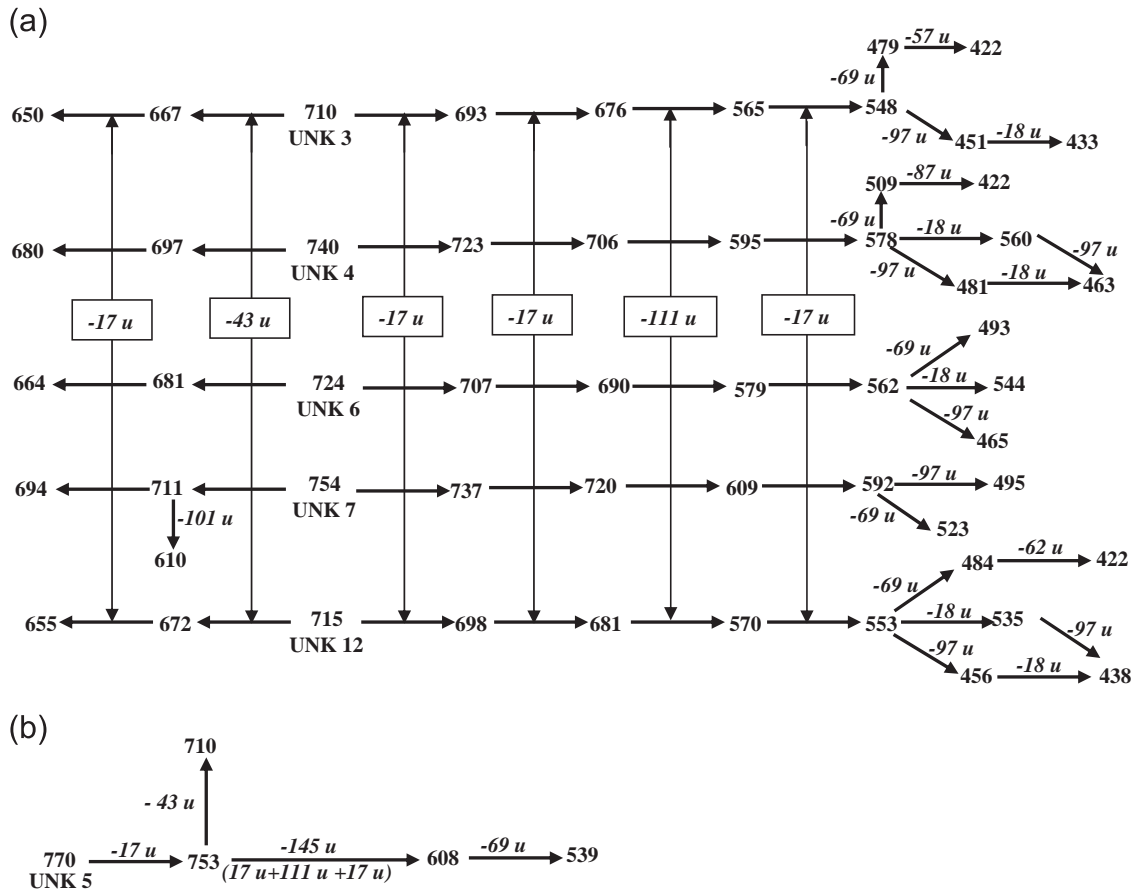 (a)
479 -57 u 422
-69 u
650 667 710 693 676 565 548
UNK 3
-97 u
451 -18 u 433
509 -87 u 422
-69 u
680 697 740 723 706 595 578 -18 u 560
UNK 4
-97 u -97 u
481 -18 u 463
-17 u -43 u -17 u -17 u -111 u -17 u
493
-69 u
664 681 724 707 690 579 562 -18 u 544
UNK 6
-97 u
465
694 711 754 737 720 609 592 -97 u 495
UNK 7
-101 u -69 u
523
610
484 -62 u 422
-69 u
655 672 715 698 681 570 553 -18 u 535
UNK 12
-97 u -97 u
456 -18 u 438
(b)
710
- 43 u
770 -17 u 753 -145 u 608 -69 u 539
UNK 5 (17 u+111 u +17 u)